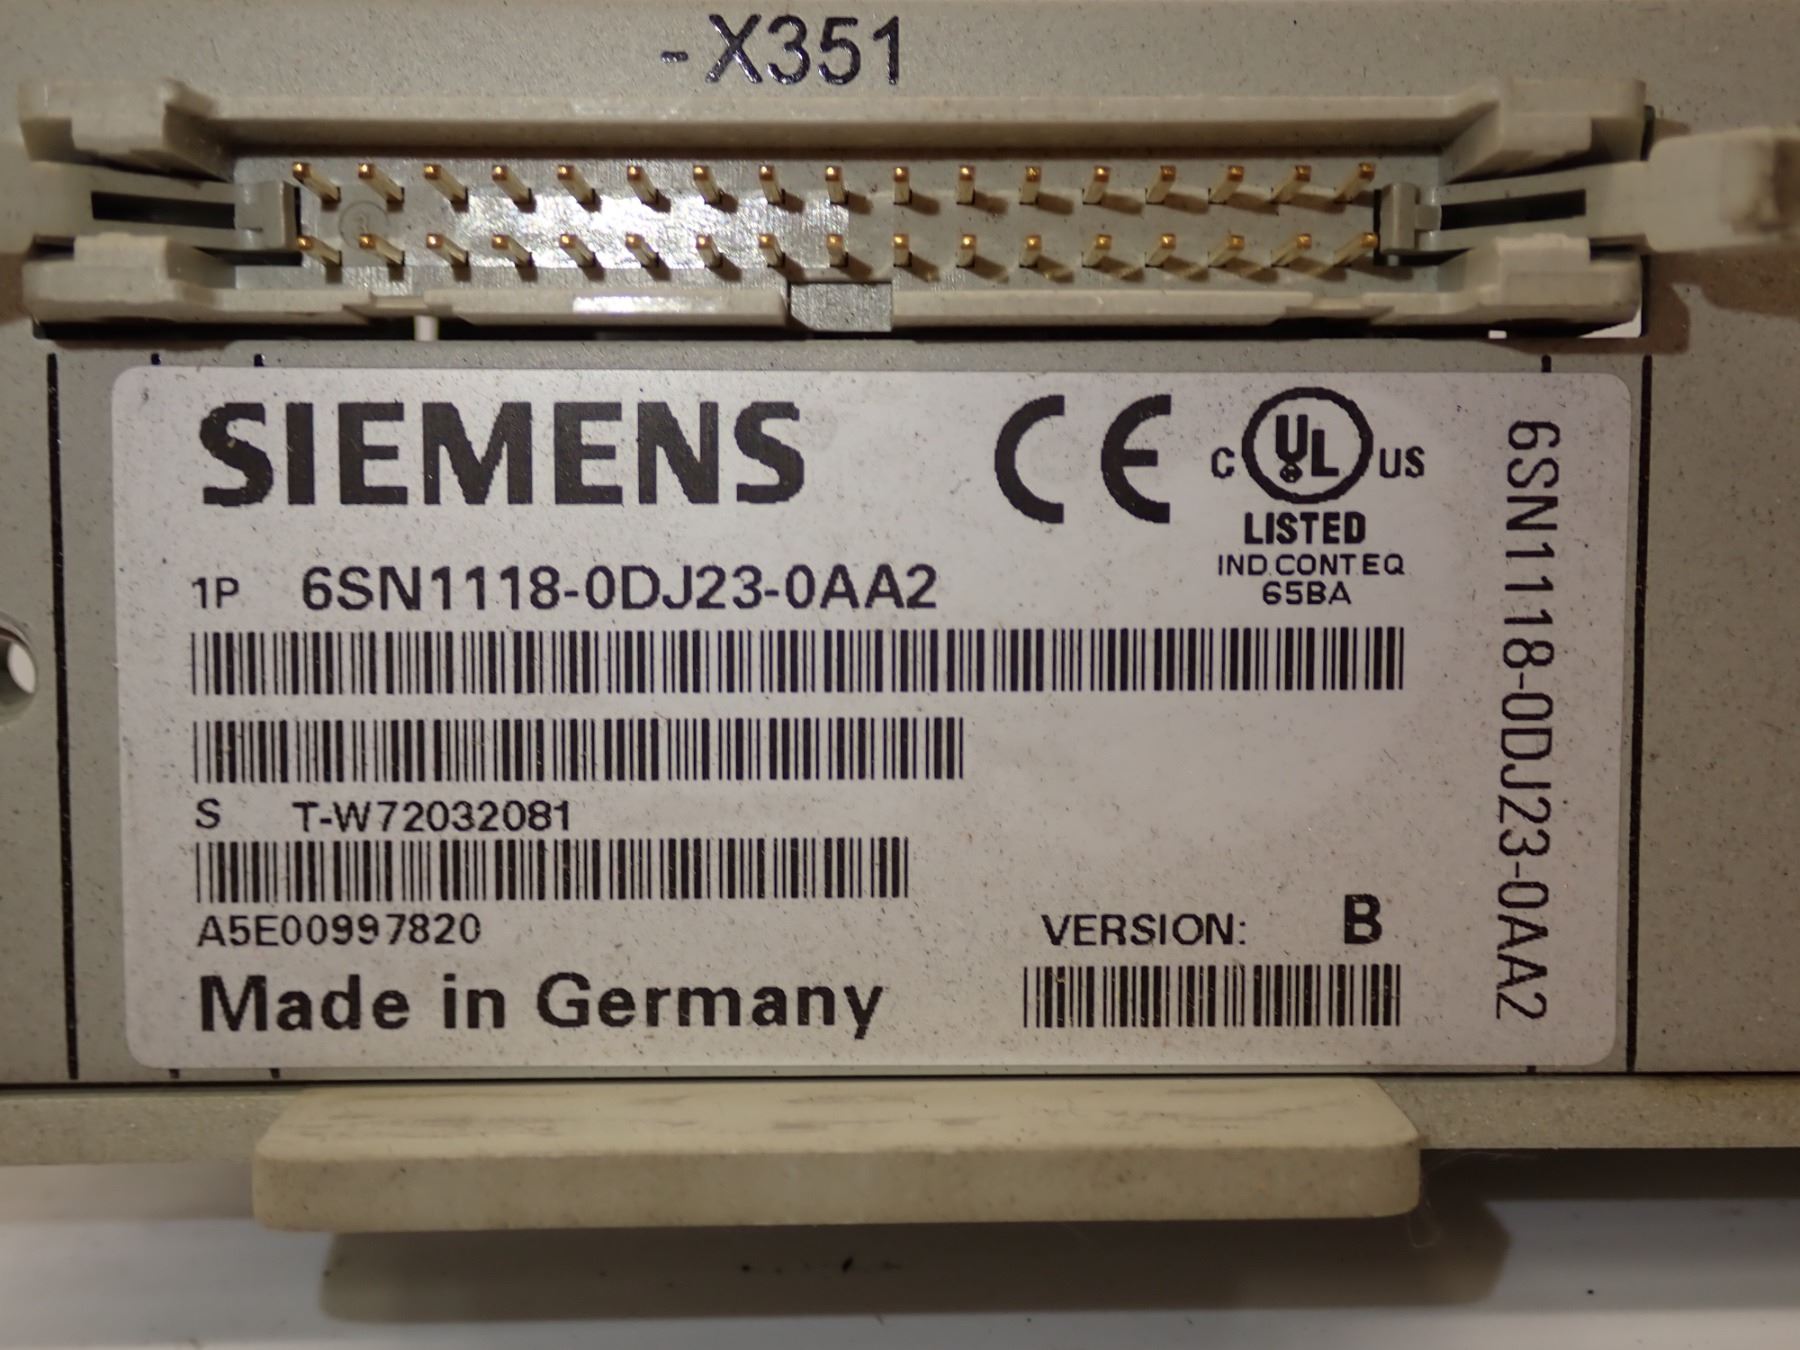 -X351
SIEMENS
CE
C UL US
LISTED
IND.CONT.EQ
65BA
1P 6SN1118-0DJ23-0AA2
S T-W72032081
A5E00997820
VERSION: B
Made in Germany
6SN1118-0DJ23-0AA2